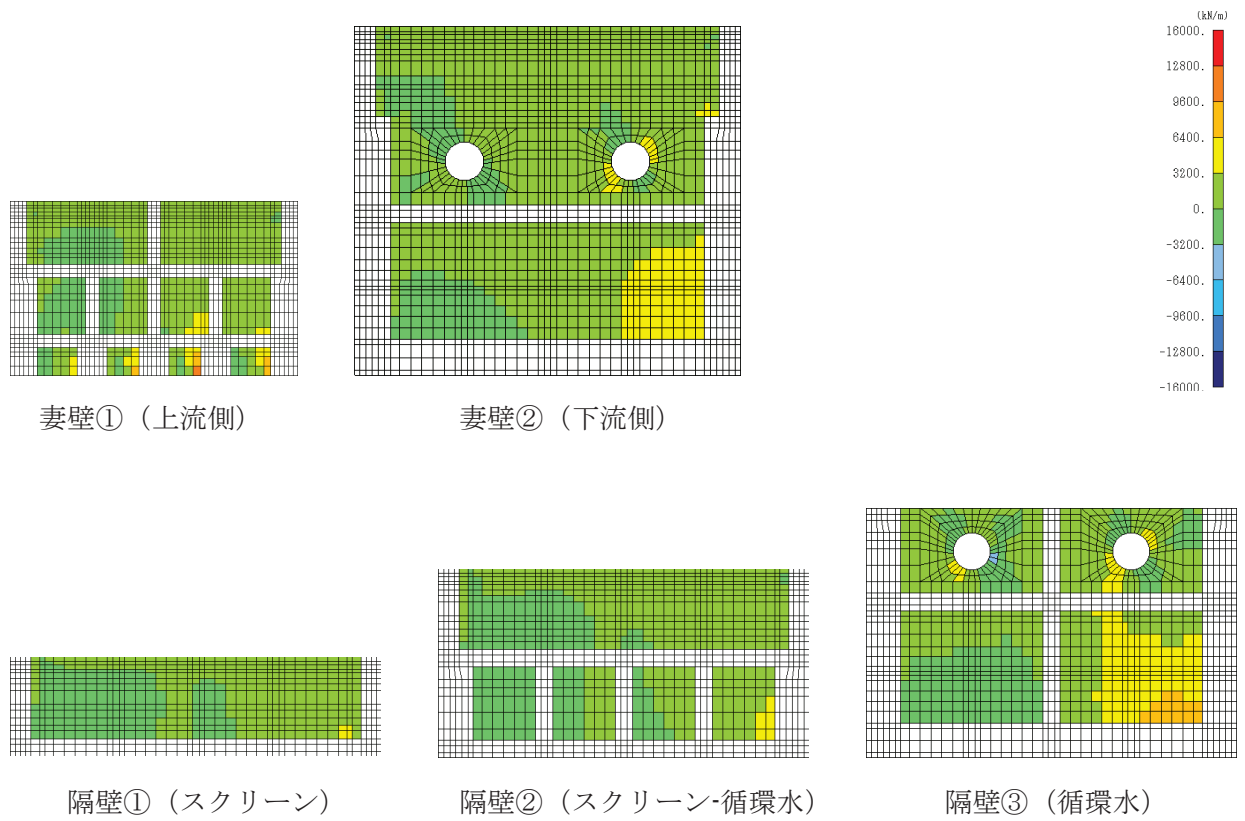 (kN/m)
16000.
12800.
9600.
6400.
3200.
0.
-3200.
-6400.
-9600.
-12800.
-16000.
妻壁①（上流側）
妻壁②（下流側）
隔壁①（スクリーン）
隔壁②（スクリーン-循環水）
隔壁③（循環水）